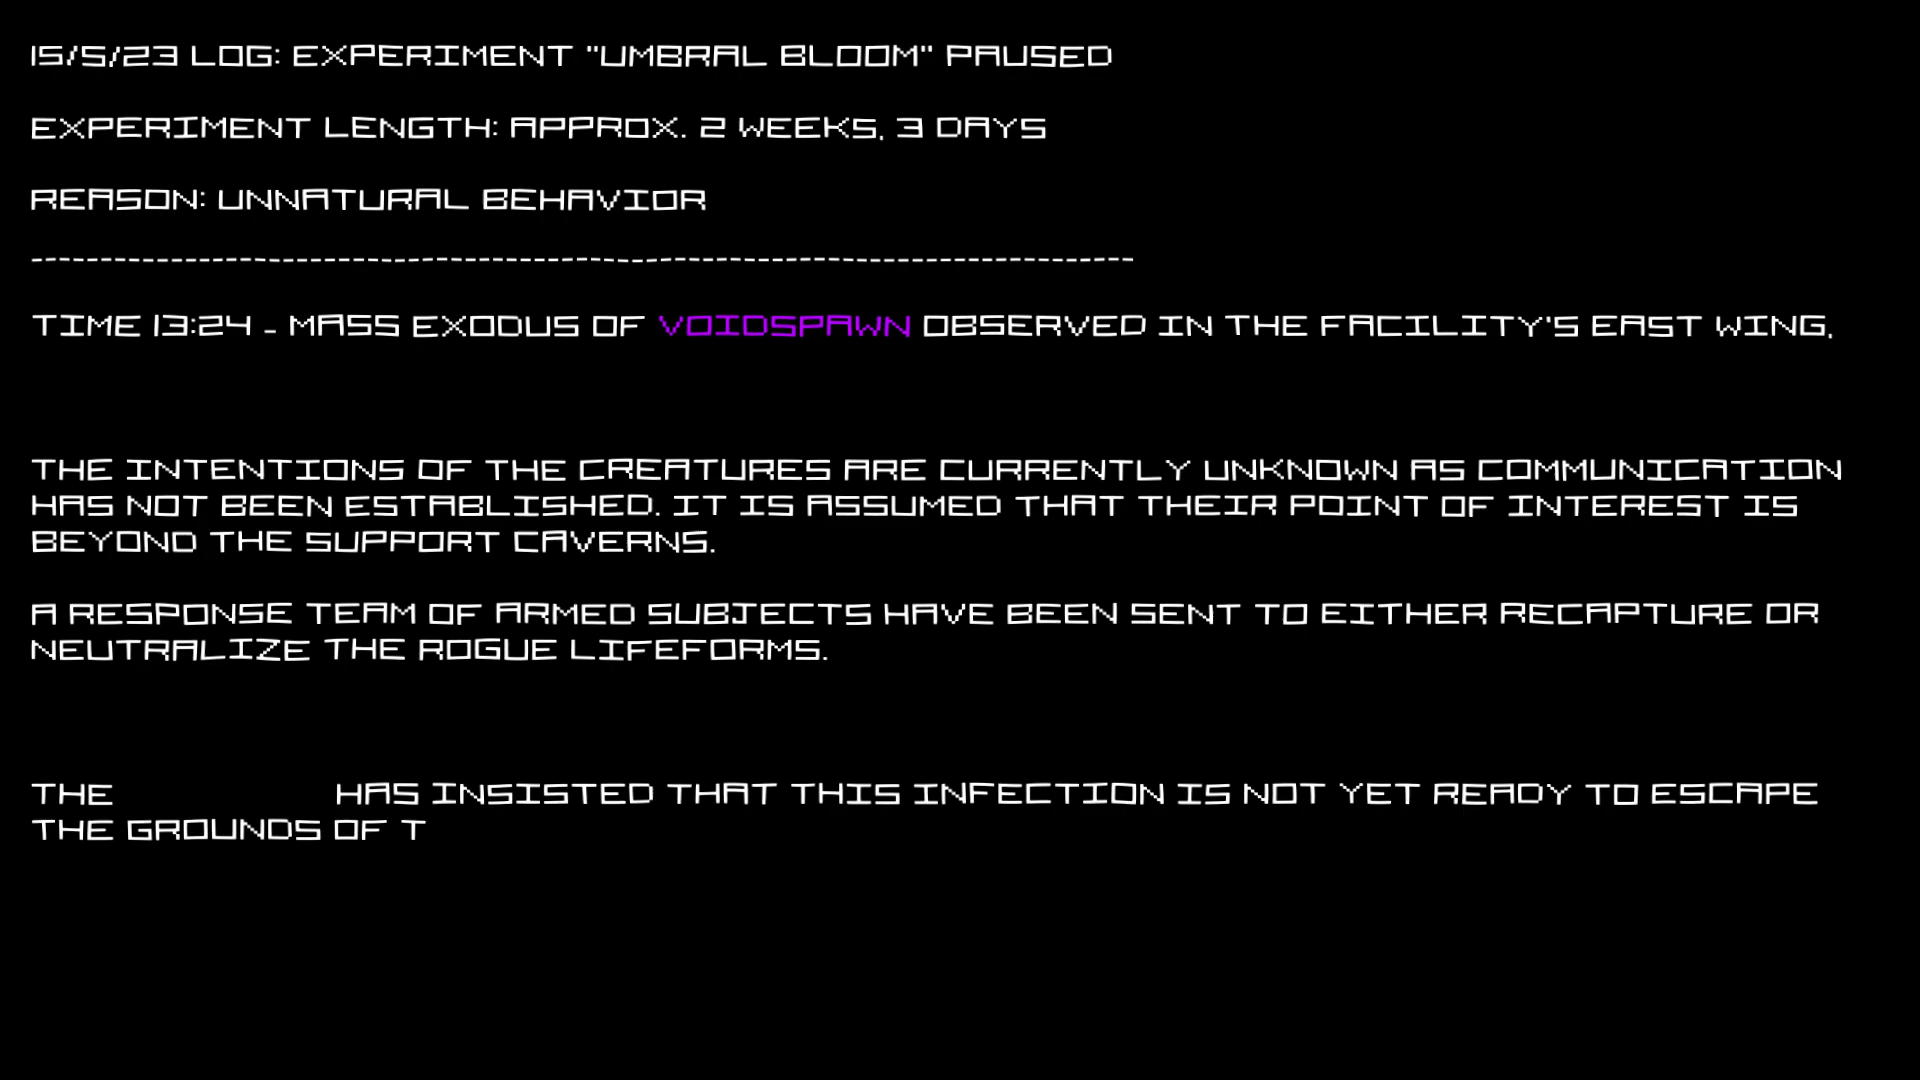 15/5/23 LOG: EXPERIMENT "UMBRAL BLOOM" PAUSED
EXPERIMENT LENGTH: APPROX. 2 WEEKS, 3 DAYS
REASON: UNNATURAL BEHAVIOR
--------------------------------------------------------------------------------
TIME 13:24 - MASS EXODUS OF VOIDSPAWN OBSERVED IN THE FACILITY'S EAST WING.
THE INTENTIONS OF THE CREATURES ARE CURRENTLY UNKNOWN AS COMMUNICATION
HAS NOT BEEN ESTABLISHED. IT IS ASSUMED THAT THEIR POINT OF INTEREST IS
BEYOND THE SUPPORT CAVERNS.
A RESPONSE TEAM OF ARMED SUBJECTS HAVE BEEN SENT TO EITHER RECAPTURE OR
NEUTRALIZE THE ROGUE LIFEFORMS.
THE HAS INSISTED THAT THIS INFECTION IS NOT YET READY TO ESCAPE
THE GROUNDS OF T